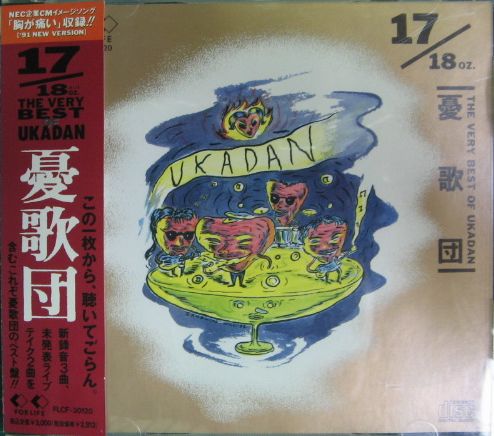 NEC企業CMイメージソング
「胸が痛い」収録!!
['91 NEW VERSION]
17/18oz.
THE VERY
BEST
OF
UKADAN
憂歌団
この一枚から、聴いてごらん。
新録音3曲、
未発表ライブ
テイク2曲を
含むこれぞ憂歌団のベスト盤!!
FOR LIFE
FLCF-30120
17/18oz.
憂歌団
THE VERY BEST OF UKADAN
UKADAN
COMPACT
disc
DIGITAL AUDIO